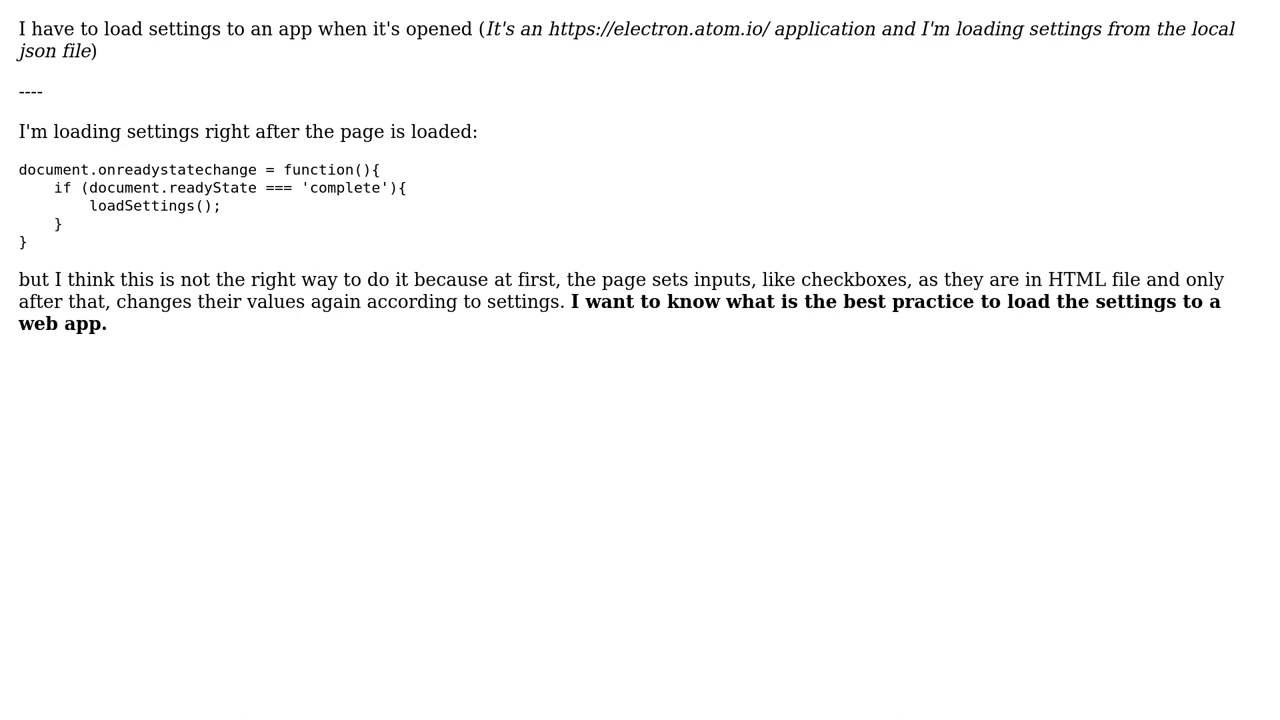 I have to load settings to an app when it's opened (It's an https://electron.atom.io/ application and I'm loading settings from the local
json file)
----
I'm loading settings right after the page is loaded:
document.onreadystatechange = function(){
    if (document.readyState === 'complete'){
        loadSettings();
    }
}
but I think this is not the right way to do it because at first, the page sets inputs, like checkboxes, as they are in HTML file and only
after that, changes their values again according to settings. I want to know what is the best practice to load the settings to a
web app.